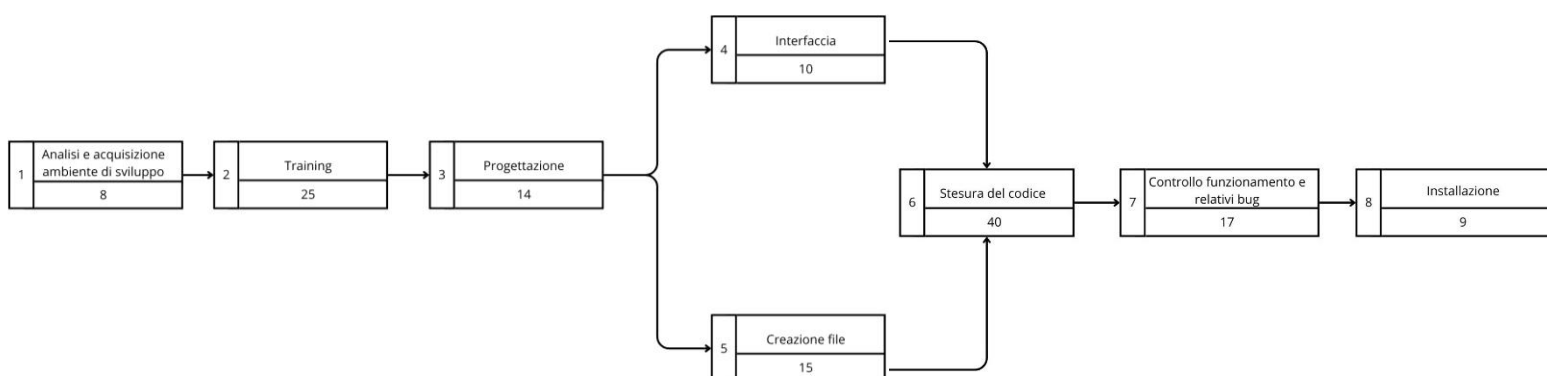 1
Analisi e acquisizione
ambiente di sviluppo
8
2
Training
25
3
Progettazione
14
4
Interfaccia
10
5
Creazione file
15
6
Stesura del codice
40
7
Controllo funzionamento e
relativi bug
17
8
Installazione
9